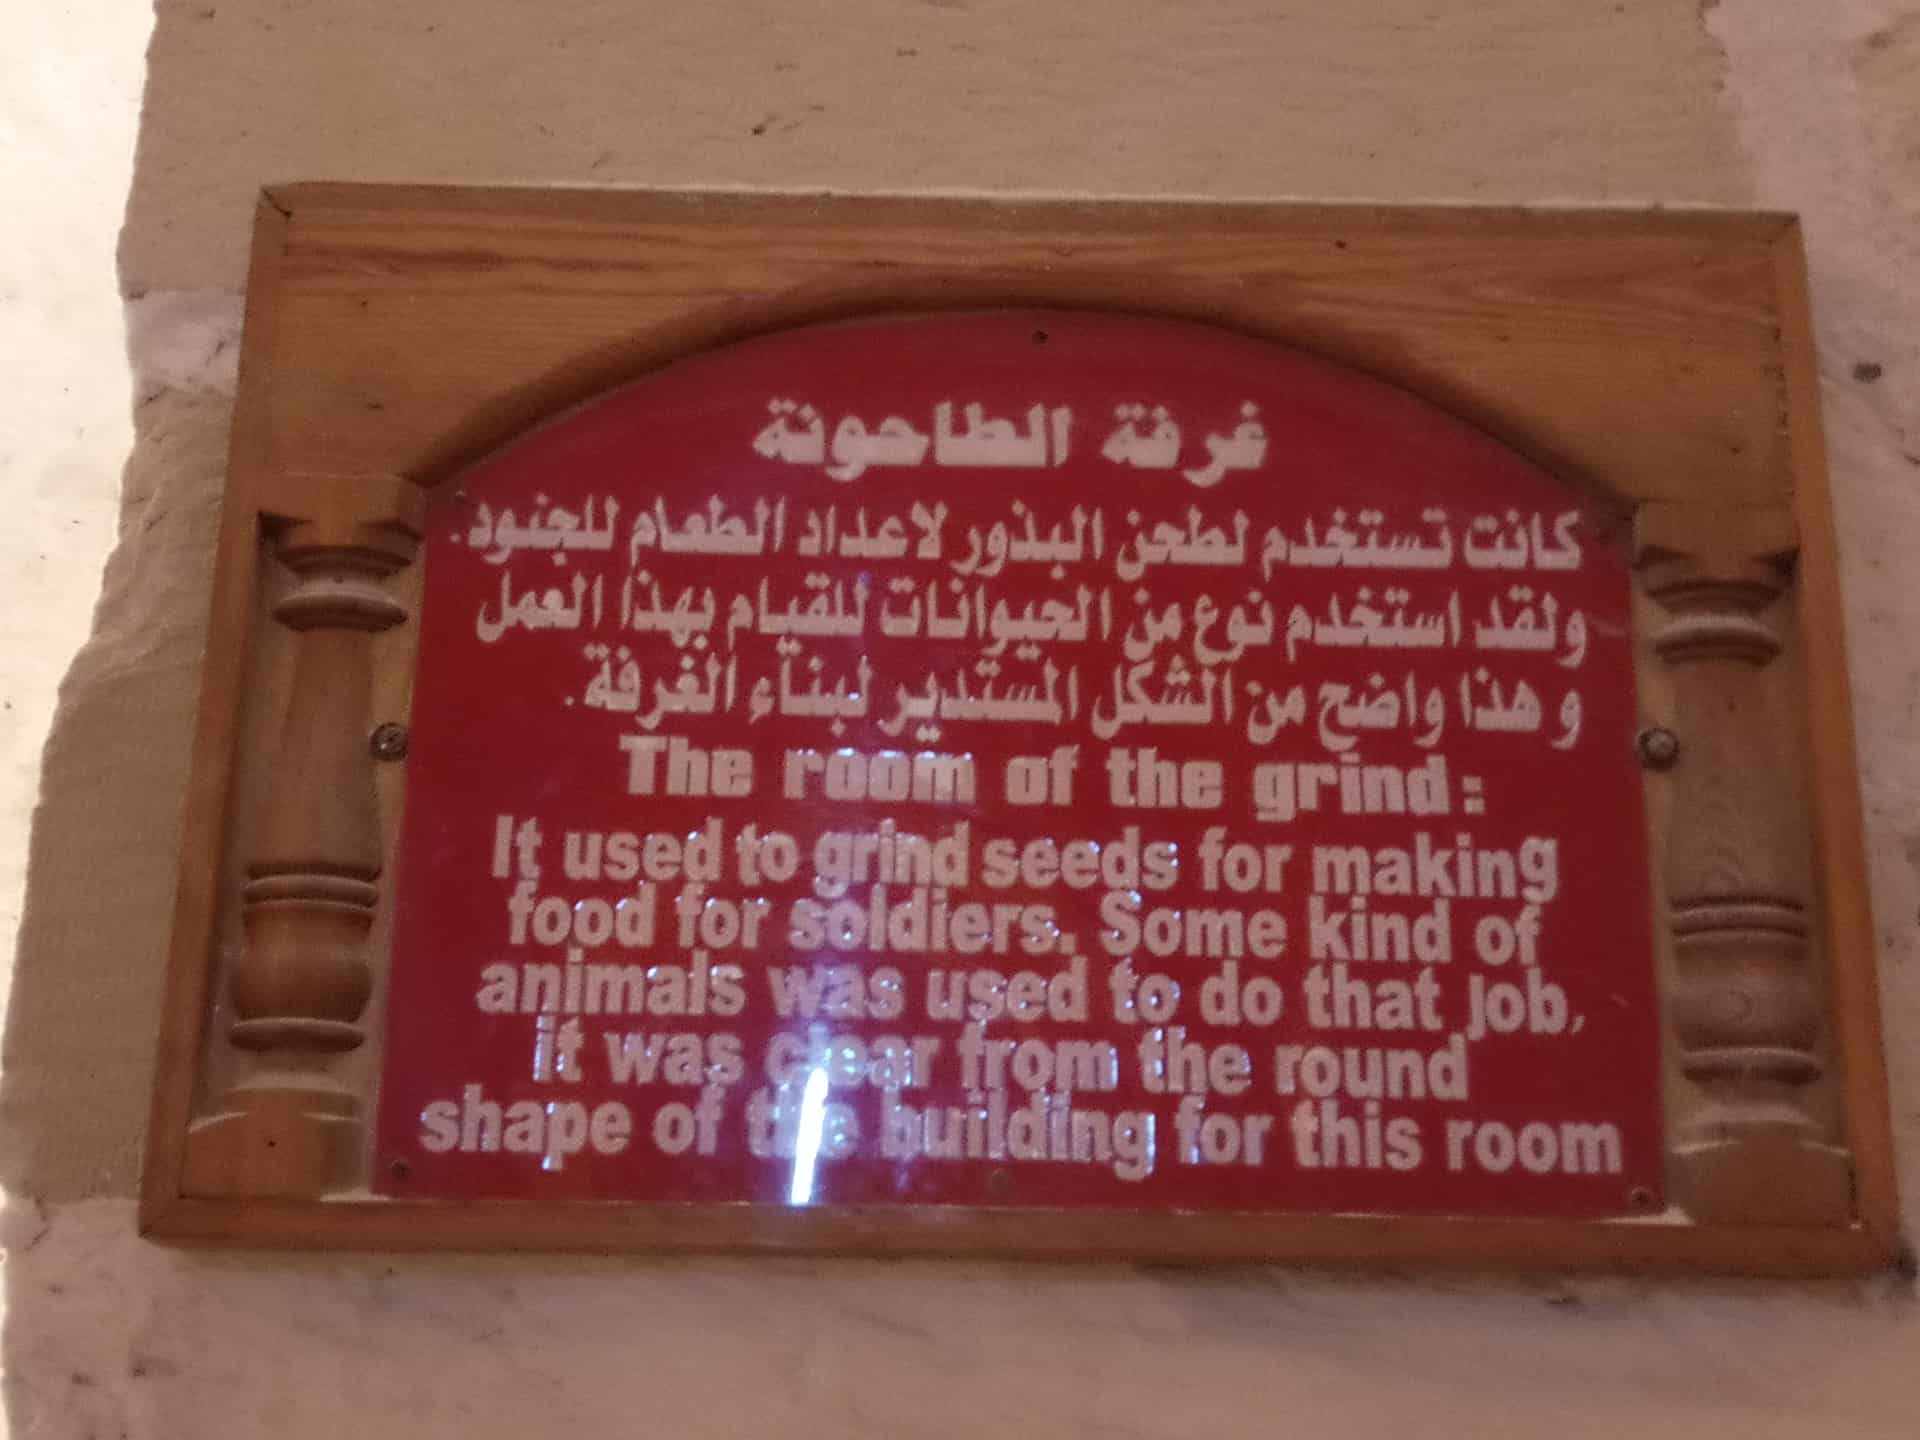 غرفة الطاحونة
كانت تستخدم لطحن البذور لاعداد الطعام للجنود.
ولقد استخدم نوع من الحيوانات للقيام بهذا العمل
وهذا واضح من الشكل المستدير لبناء الغرفة.
The room of the grind:
It used to grind seeds for making
food for soldiers. Some kind of
animals was used to do that job,
it was clear from the round
shape of the building for this room